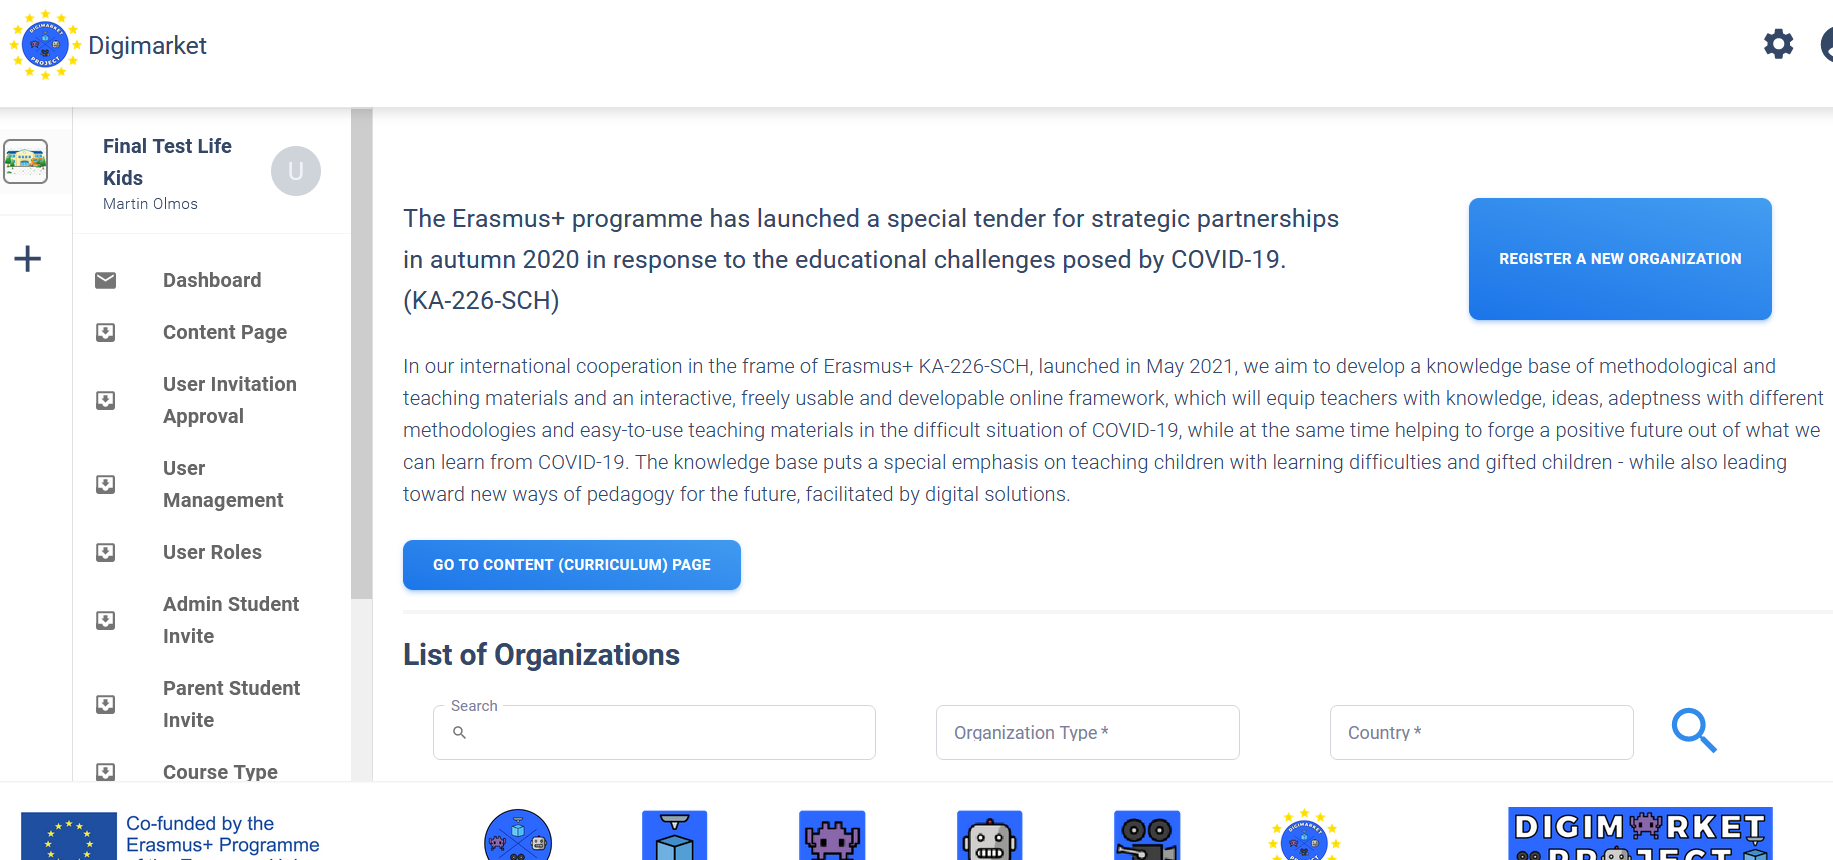 Digimarket
Final Test Life
Kids
Martin Olmos
U
Dashboard
Content Page
User Invitation
Approval
User
Management
User Roles
Admin Student
Invite
Parent Student
Invite
Course Type
The Erasmus+ programme has launched a special tender for strategic partnerships
in autumn 2020 in response to the educational challenges posed by COVID-19.
(KA-226-SCH)
REGISTER A NEW ORGANIZATION
In our international cooperation in the frame of Erasmus+ KA-226-SCH, launched in May 2021, we aim to develop a knowledge base of methodological and
teaching materials and an interactive, freely usable and developable online framework, which will equip teachers with knowledge, ideas, adeptness with different
methodologies and easy-to-use teaching materials in the difficult situation of COVID-19, while at the same time helping to forge a positive future out of what we
can learn from COVID-19. The knowledge base puts a special emphasis on teaching children with learning difficulties and gifted children - while also leading
toward new ways of pedagogy for the future, facilitated by digital solutions.
GO TO CONTENT (CURRICULUM) PAGE
List of Organizations
Search
Organization Type *
Country *
Co-funded by the
Erasmus+ Programme
DIGIMARKET
PROJECT